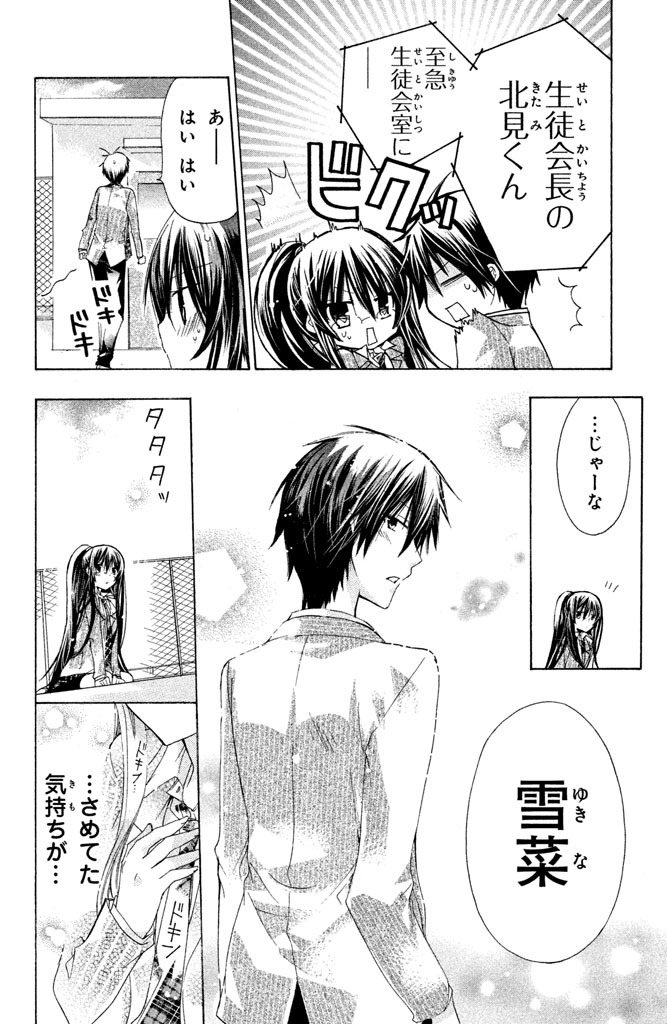 生徒会長の
北見くん
至急
生徒会室に
――
ビクッ
あ――
はい はい
ドキ
ドキ
…じゃーな
雪菜
タタタッ
ドキン
…さめてた
気持ちが…
ドキン